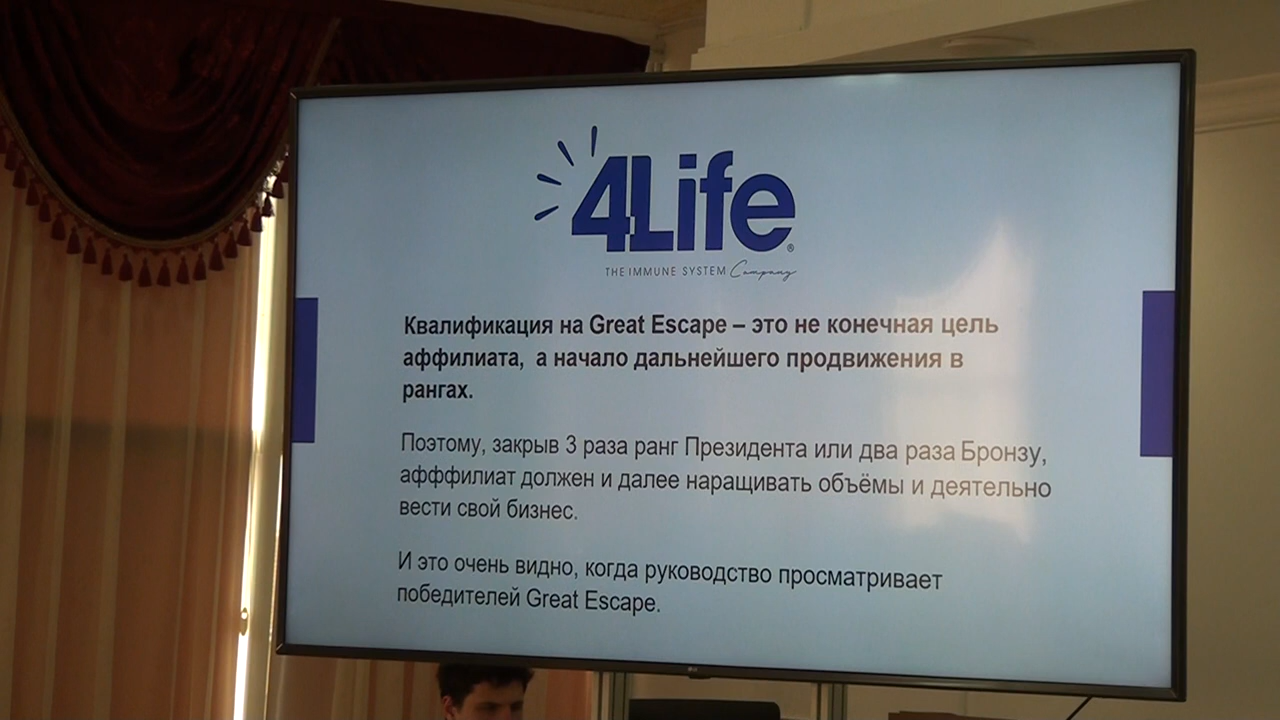 4Life®
THE IMMUNE SYSTEM Company
Квалификация на Great Escape – это не конечная цель
аффилиата, а начало дальнейшего продвижения в
рангах.
Поэтому, закрыв 3 раза ранг Президента или два раза Бронзу,
афффилиат должен и далее наращивать объёмы и деятельно
вести свой бизнес.
И это очень видно, когда руководство просматривает
победителей Great Escape.
LG